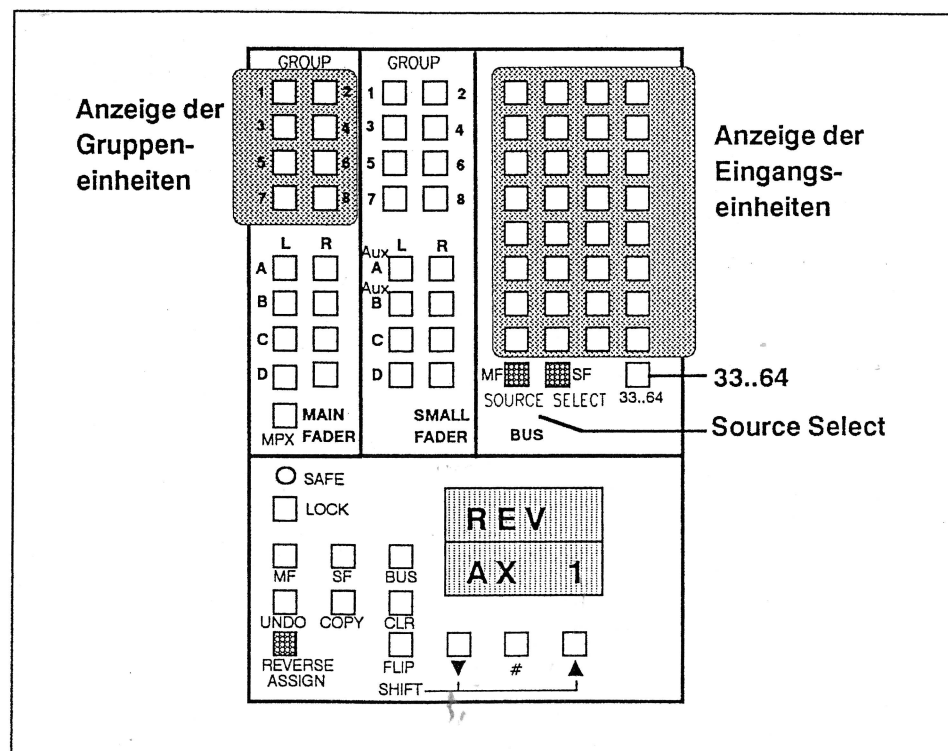 GROUP GROUP
1 2 1 2
3 4 3 4
5 6 5 6
7 8 7 8
Anzeige der
Gruppen-
einheiten
Anzeige der
Eingangs-
einheiten
L R Aux L R
A A
Aux
B B
C C
D D
MPX MAIN
FADER
SMALL
FADER
MF SF
SOURCE SELECT 33..64
BUS
33..64
Source Select
SAFE
LOCK
MF SF BUS
UNDO COPY CLR
REVERSE
ASSIGN
FLIP
▼ # ▲
SHIFT
REV
AX 1